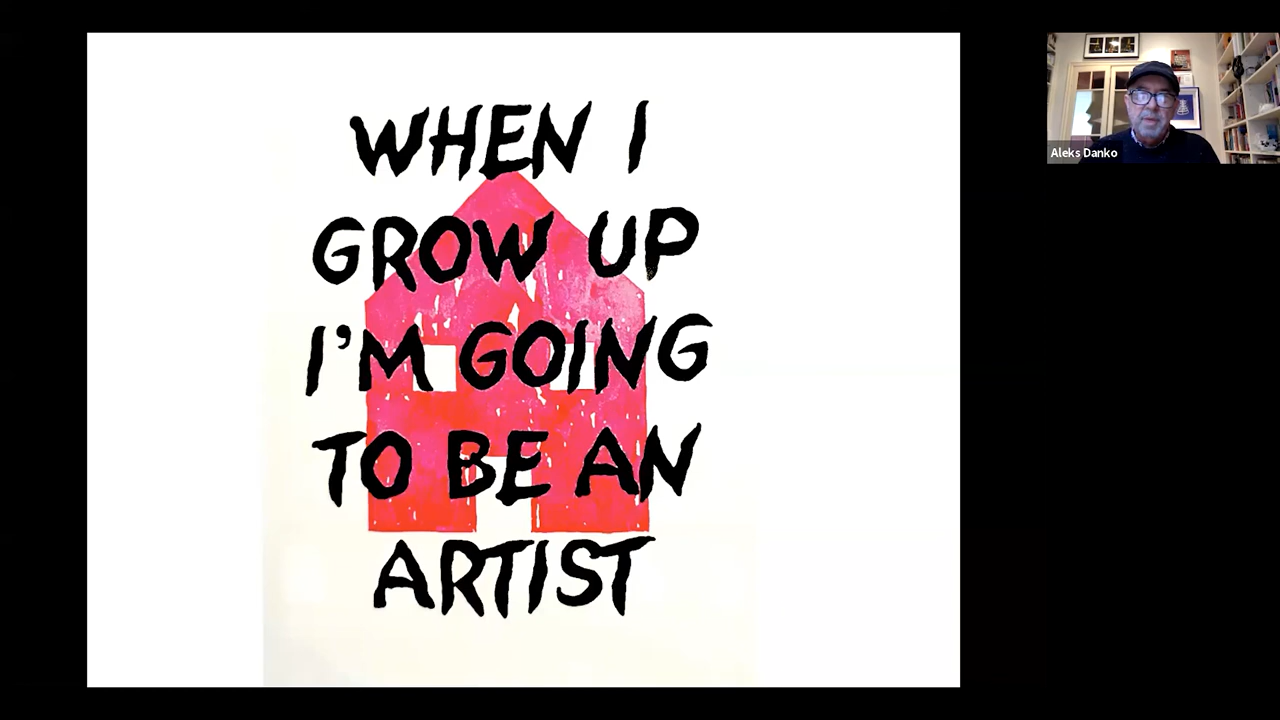 WHEN I
GROW UP
I'M GOING
TO BE AN
ARTIST
Aleks Danko